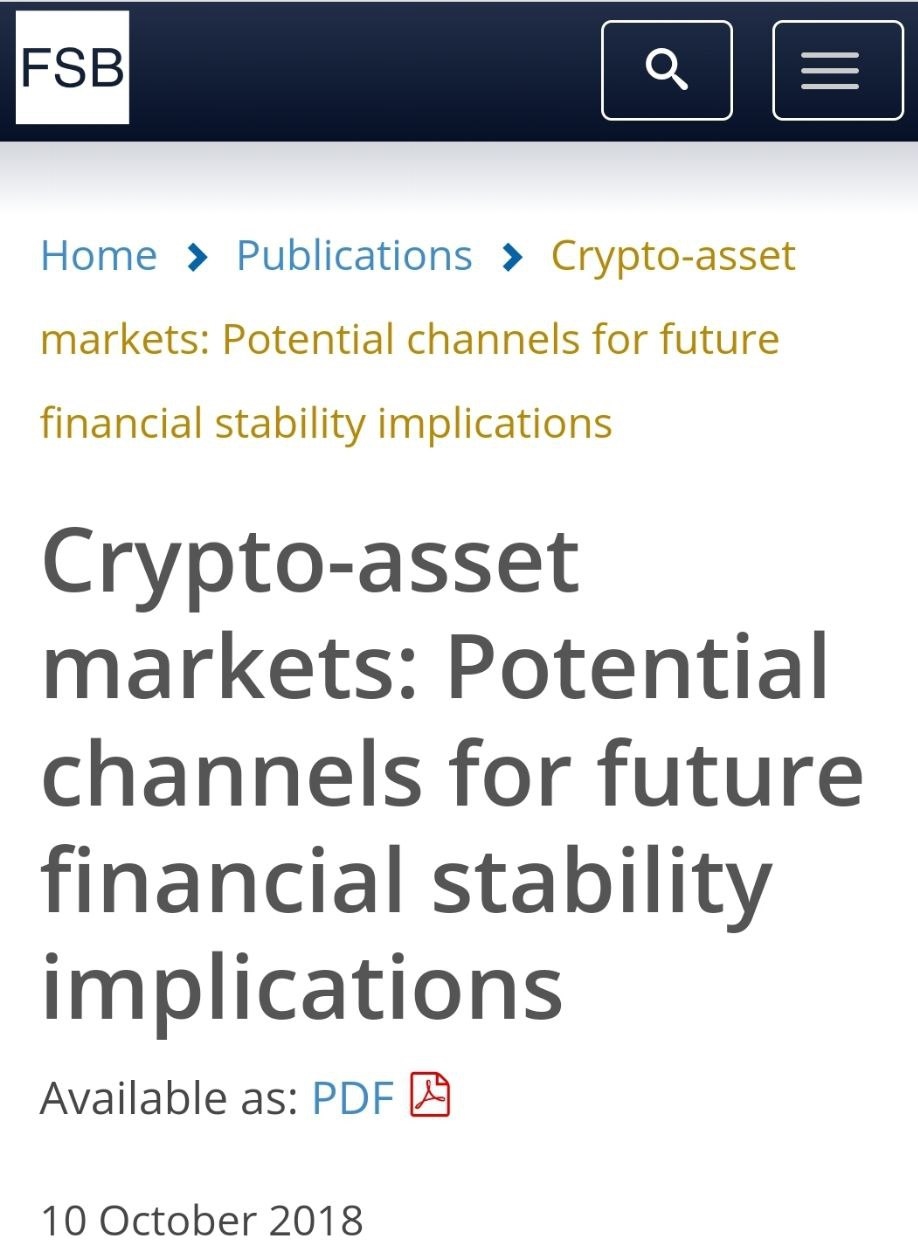 FSB
Home > Publications > Crypto-asset
markets: Potential channels for future
financial stability implications
Crypto-asset
markets: Potential
channels for future
financial stability
implications
Available as: PDF
10 October 2018